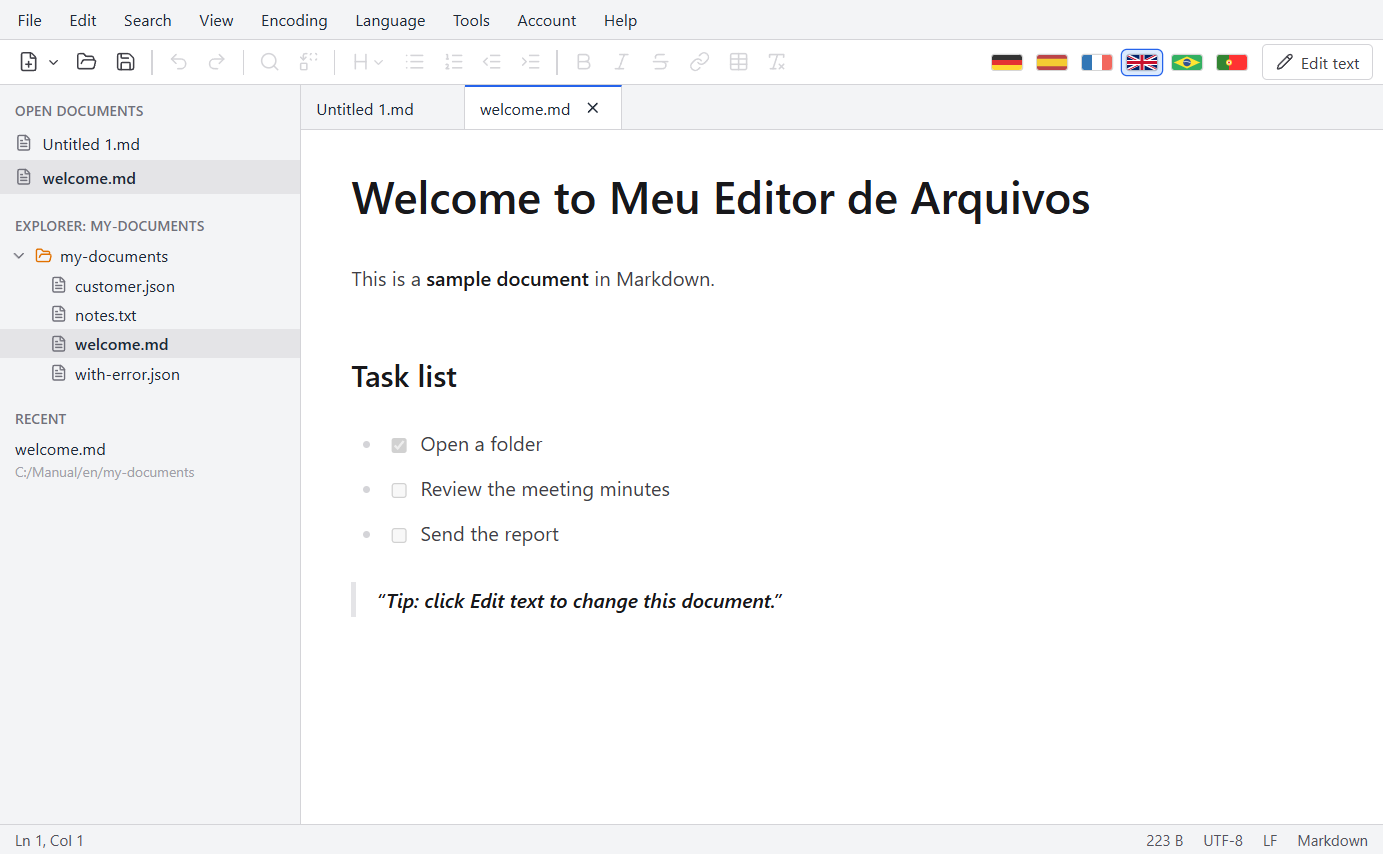 File Edit Search View Encoding Language Tools Account Help
Edit text
OPEN DOCUMENTS
Untitled 1.md
welcome.md
EXPLORER: MY-DOCUMENTS
my-documents
customer.json
notes.txt
welcome.md
with-error.json
RECENT
welcome.md
C:/Manual/en/my-documents
Untitled 1.md welcome.md
Welcome to Meu Editor de Arquivos
This is a sample document in Markdown.
Task list
Open a folder
Review the meeting minutes
Send the report
“Tip: click Edit text to change this document.”
Ln 1, Col 1 223 B UTF-8 LF Markdown